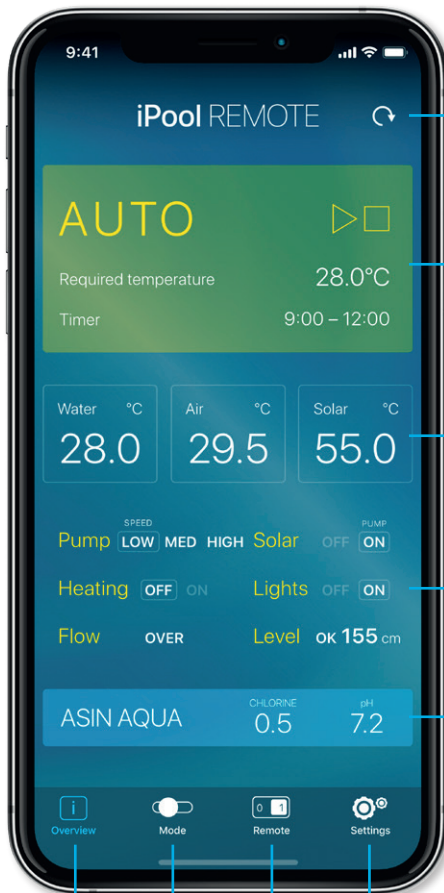 9:41
iPool REMOTE
AUTO
Required temperature 28.0°C
Timer 9:00 – 12:00
Water °C Air °C Solar °C
28.0 29.5 55.0
SPEED PUMP
Pump LOW MED HIGH Solar OFF ON
Heating OFF ON Lights OFF ON
Flow OVER Level OK 155 cm
CHLORINE pH
ASIN AQUA 0.5 7.2
i 0 1
Overview Mode Remote Settings